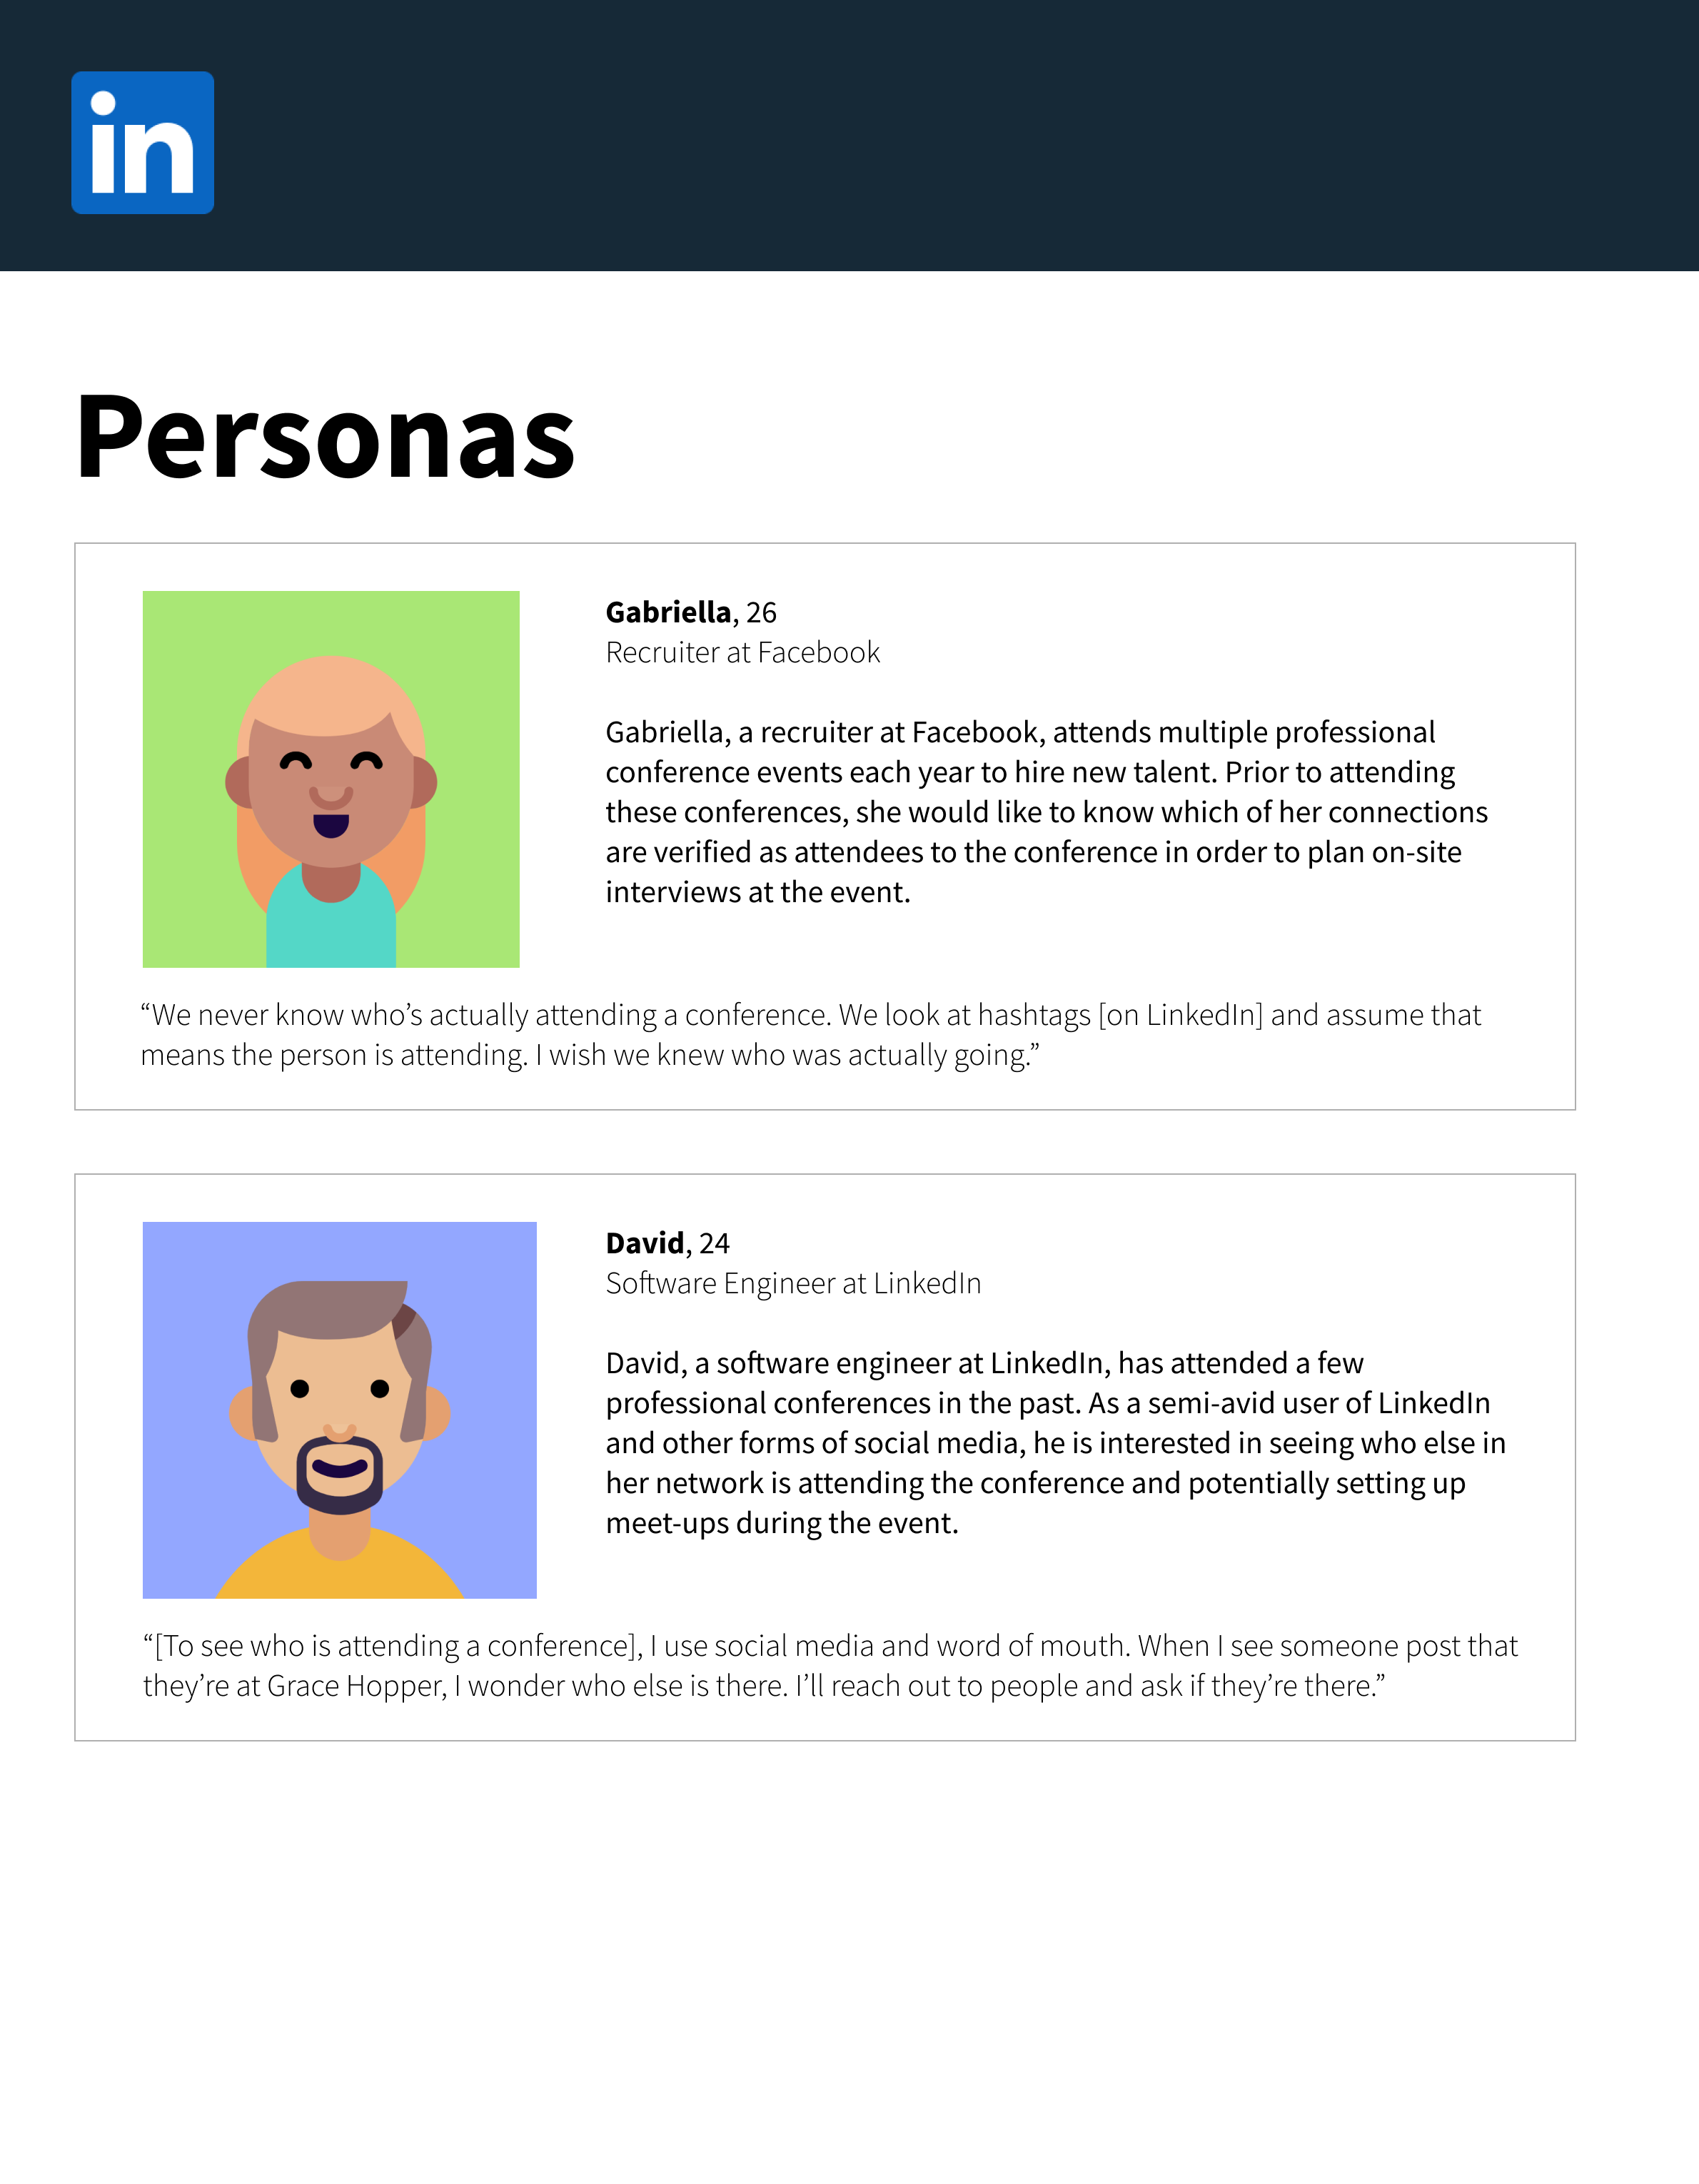 in
Personas
Gabriella, 26
Recruiter at Facebook
Gabriella, a recruiter at Facebook, attends multiple professional
conference events each year to hire new talent. Prior to attending
these conferences, she would like to know which of her connections
are verified as attendees to the conference in order to plan on-site
interviews at the event.
“We never know who’s actually attending a conference. We look at hashtags [on LinkedIn] and assume that
means the person is attending. I wish we knew who was actually going.”
David, 24
Software Engineer at LinkedIn
David, a software engineer at LinkedIn, has attended a few
professional conferences in the past. As a semi-avid user of LinkedIn
and other forms of social media, he is interested in seeing who else in
her network is attending the conference and potentially setting up
meet-ups during the event.
“[To see who is attending a conference], I use social media and word of mouth. When I see someone post that
they’re at Grace Hopper, I wonder who else is there. I’ll reach out to people and ask if they’re there.”